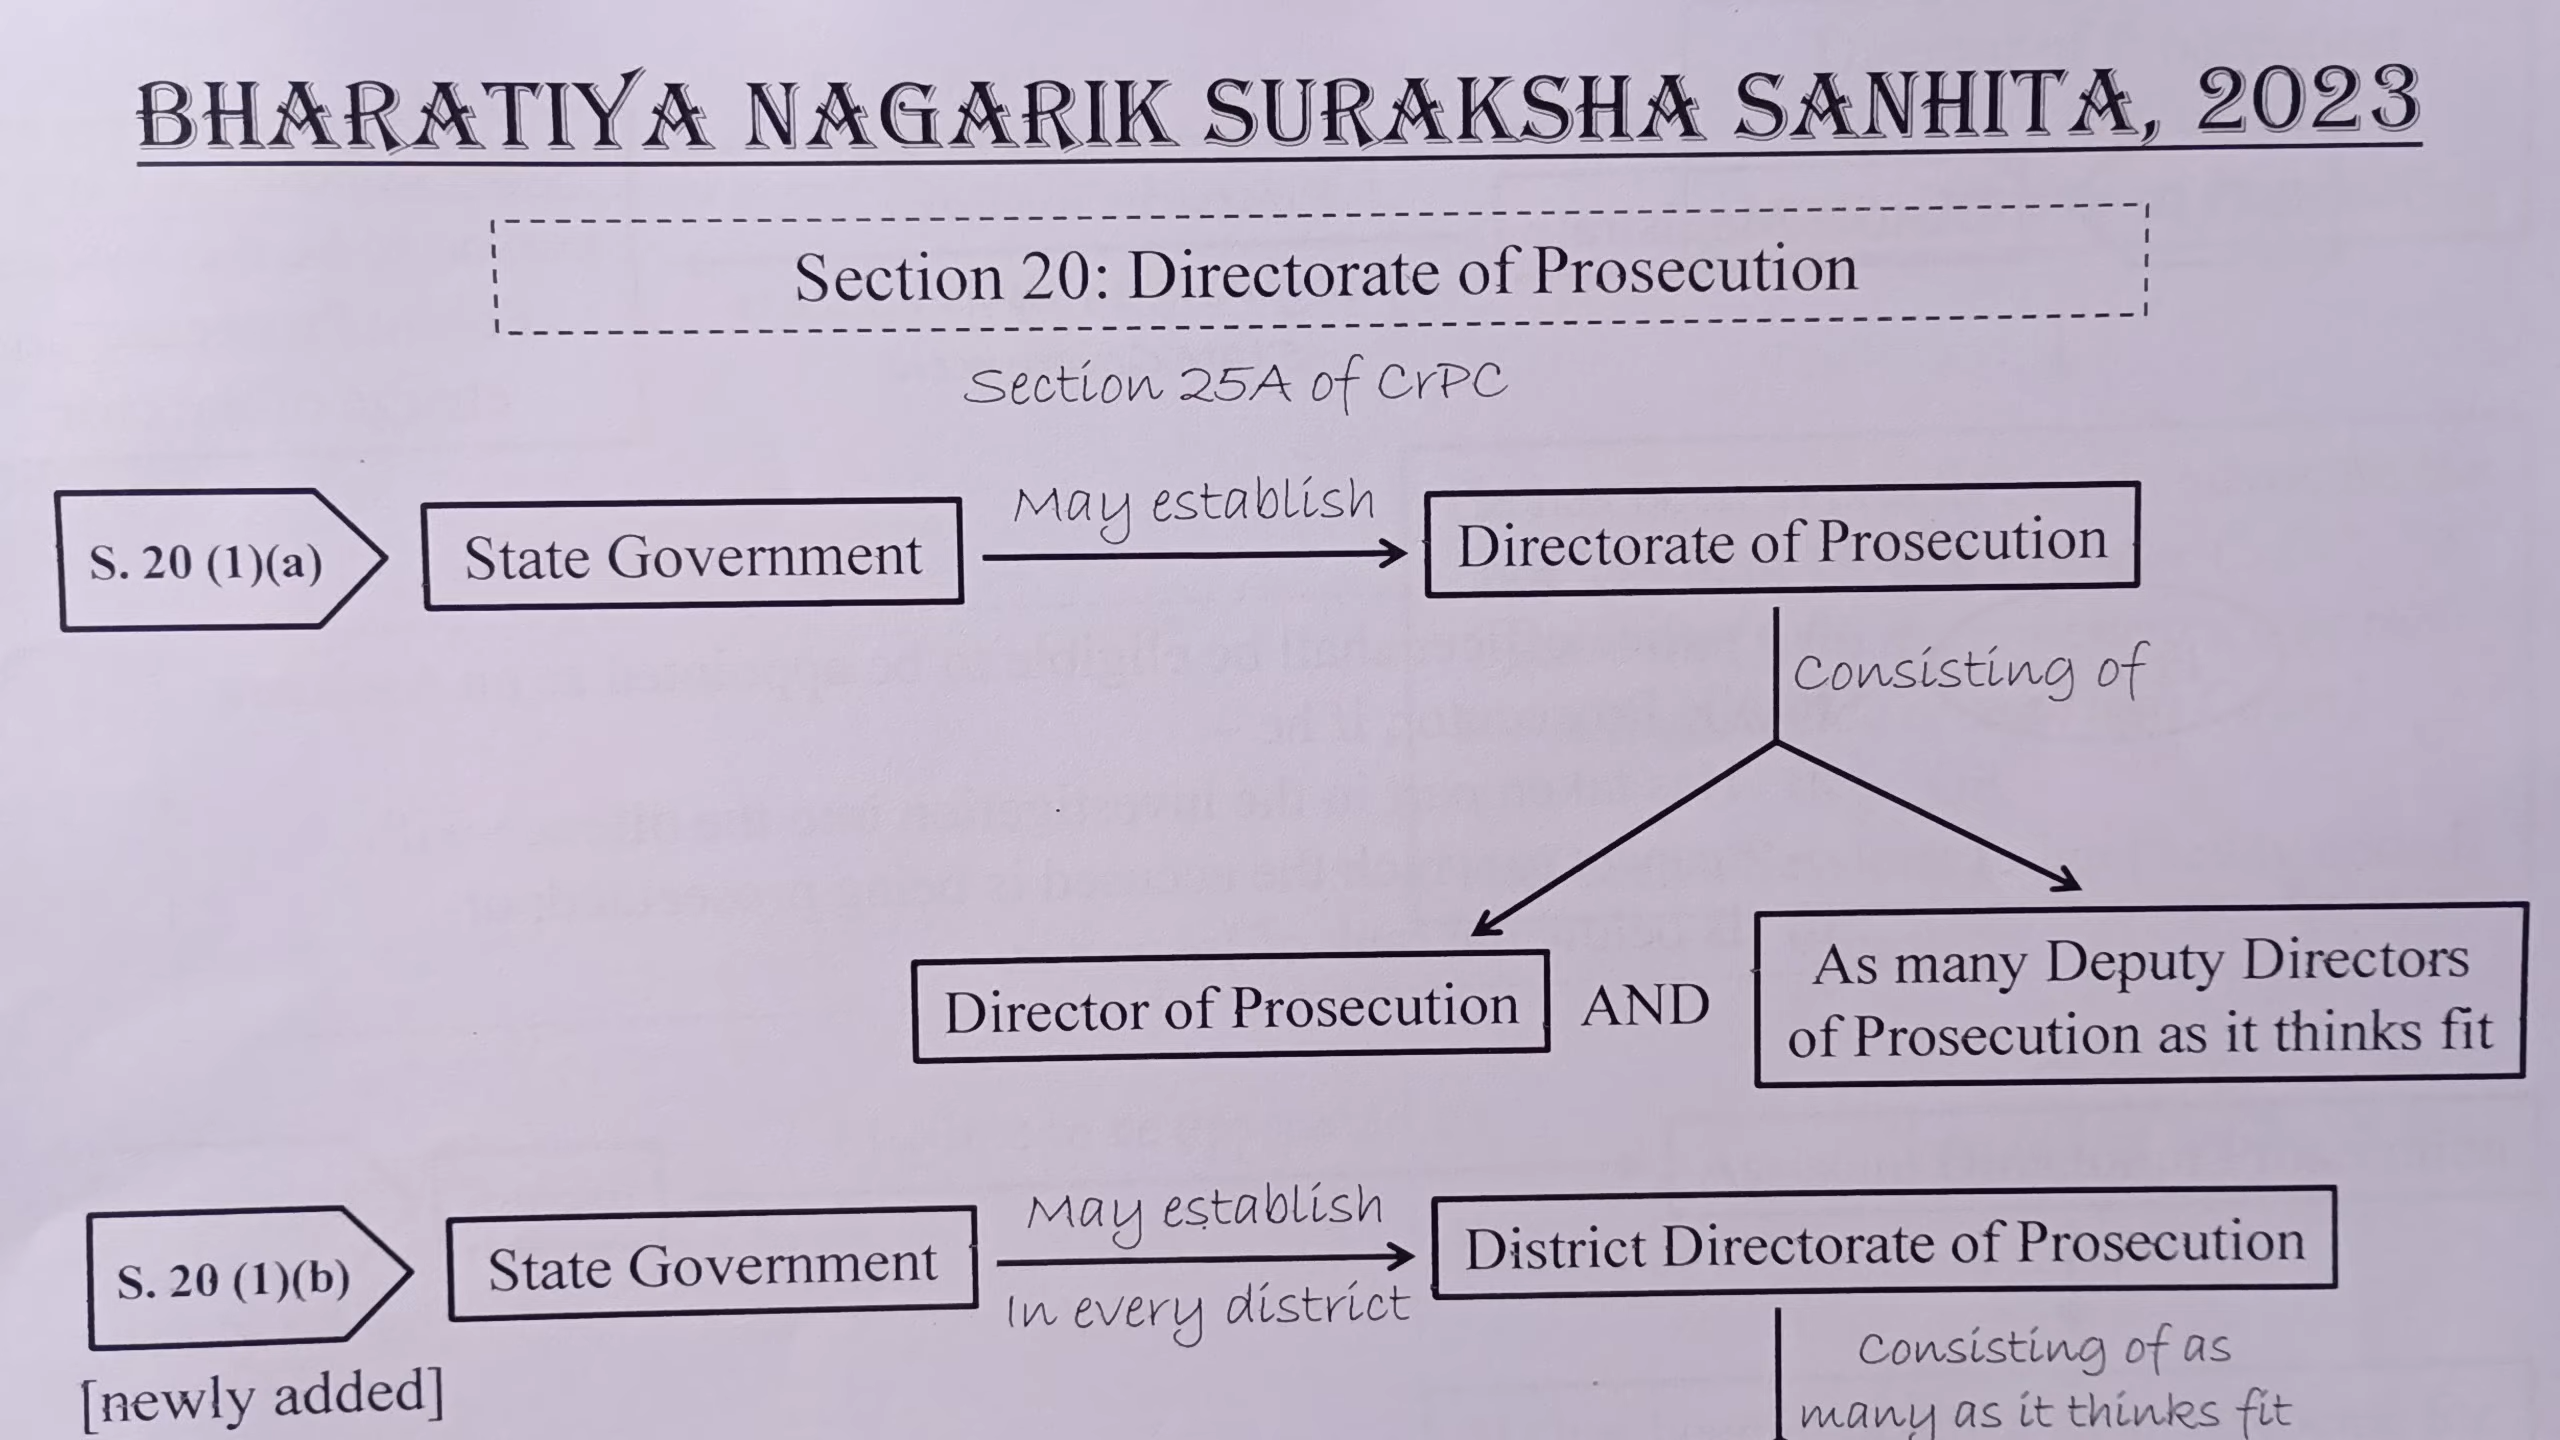 BHARATIYA NAGARIK SURAKSHA SANHITA, 2023
Section 20: Directorate of Prosecution
Section 25A of CrPC
S. 20 (1)(a)
State Government
May establish
Directorate of Prosecution
Consisting of
Director of Prosecution
AND
As many Deputy Directors
of Prosecution as it thinks fit
S. 20 (1)(b)
[newly added]
State Government
May establish
In every district
District Directorate of Prosecution
Consisting of as
many as it thinks fit